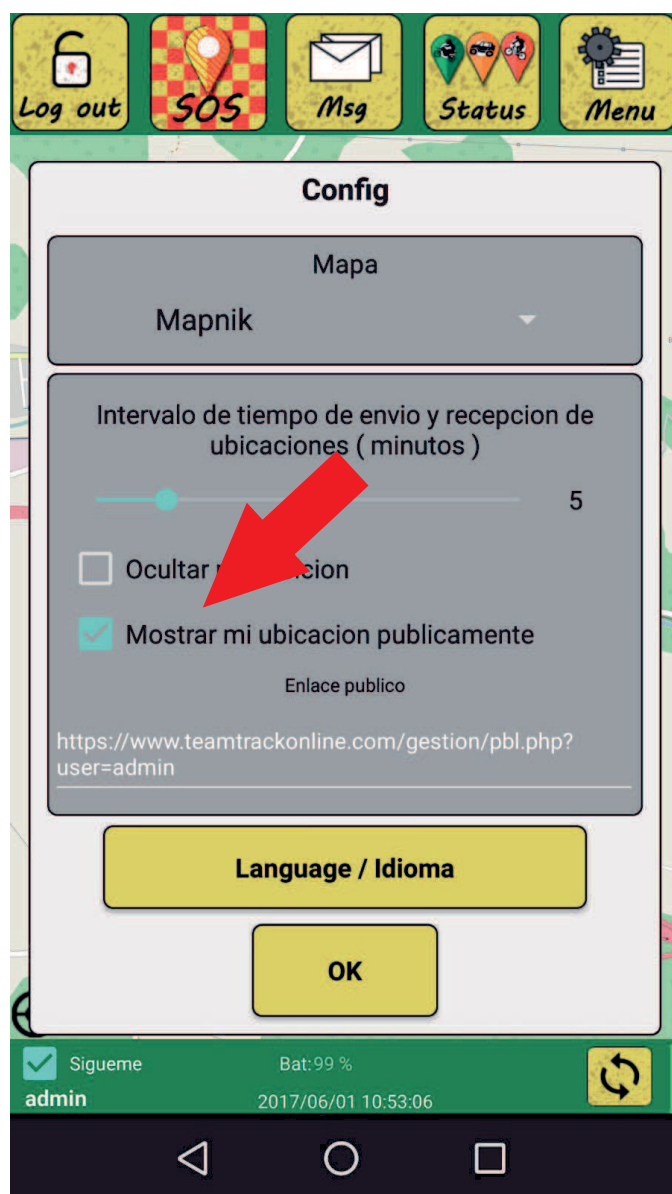 Log out SOS Msg Status Menu
Config
Mapa
Mapnik
Intervalo de tiempo de envio y recepcion de
ubicaciones ( minutos )
5
Ocultar cion
Mostrar mi ubicacion publicamente
Enlace publico
https://www.teamtrackonline.com/gestion/pbl.php?
user=admin
Language / Idioma
OK
Sigueme Bat:99 %
admin 2017/06/01 10:53:06